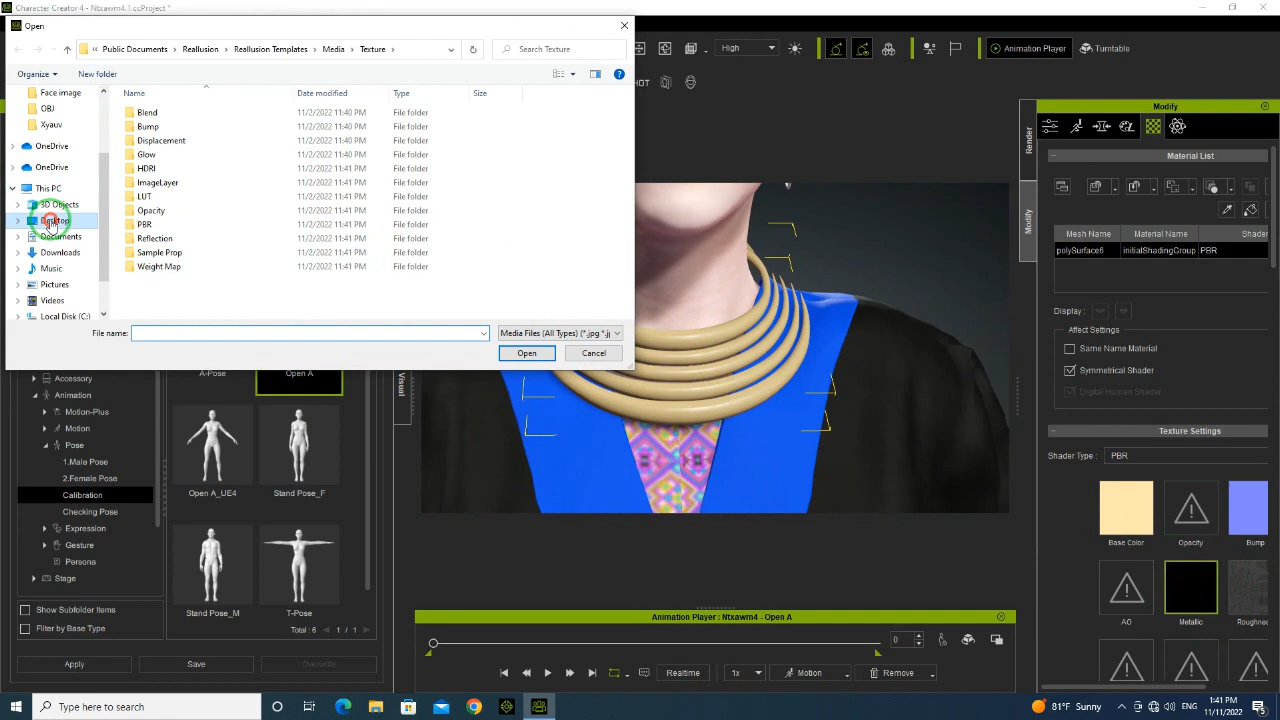 Character Creator 4 - Ntxawm4.1.ccProject *
Open
« Public Documents > Reallusion > Reallusion Templates > Media > Texture >
Search Texture
High
Animation Player
Turntable
Organize
New folder
Face image
OBJ
Xyauv
OneDrive
OneDrive
This PC
3D Objects
Desktop
Documents
Downloads
Music
Pictures
Videos
Local Disk (C:)
Name Date modified Type Size
Blend 11/2/2022 11:40 PM File folder
Bump 11/2/2022 11:40 PM File folder
Displacement 11/2/2022 11:40 PM File folder
Glow 11/2/2022 11:40 PM File folder
HDRI 11/2/2022 11:41 PM File folder
ImageLayer 11/2/2022 11:41 PM File folder
LUT 11/2/2022 11:41 PM File folder
Opacity 11/2/2022 11:41 PM File folder
PBR 11/2/2022 11:41 PM File folder
Reflection 11/2/2022 11:41 PM File folder
Sample Prop 11/2/2022 11:41 PM File folder
Weight Map 11/2/2022 11:41 PM File folder
File name:
Media Files (All Types) (*.jpg *.j
Open
Cancel
Accessory
Animation
Motion-Plus
Motion
Pose
1.Male Pose
2.Female Pose
Calibration
Checking Pose
Expression
Gesture
Persona
Stage
Show Subfolder Items
Filter by Base Type
Apply
Save
Overwrite
A-Pose
Open A
Open A_UE4
Stand Pose_F
Stand Pose_M
T-Pose
Total : 6
1 / 1
Visual
Animation Player : Ntxawm4 - Open A
0
Realtime
1x
Motion
Remove
Render
Modify
Modify
Material List
Mesh Name Material Name Shader
polySurface6 initialShadingGroup PBR
Display :
Affect Settings
Same Name Material
Symmetrical Shader
Digital Human Shader
Texture Settings
Shader Type : PBR
Base Color
Opacity
Bump
AO
Metallic
Roughnes
Type here to search
81°F Sunny
1:41 PM
11/11/2022
5